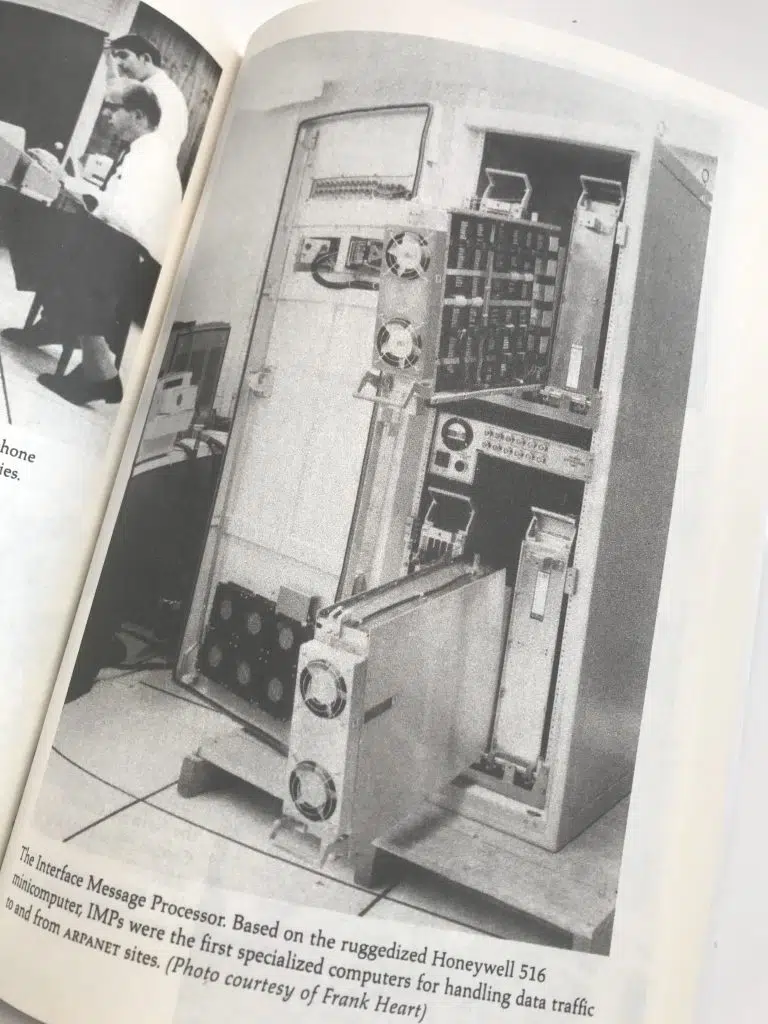 hone
ies.
The Interface Message Processor. Based on the ruggedized Honeywell 516
minicomputer, IMPs were the first specialized computers for handling data traffic
to and from ARPANET sites. (Photo courtesy of Frank Heart)